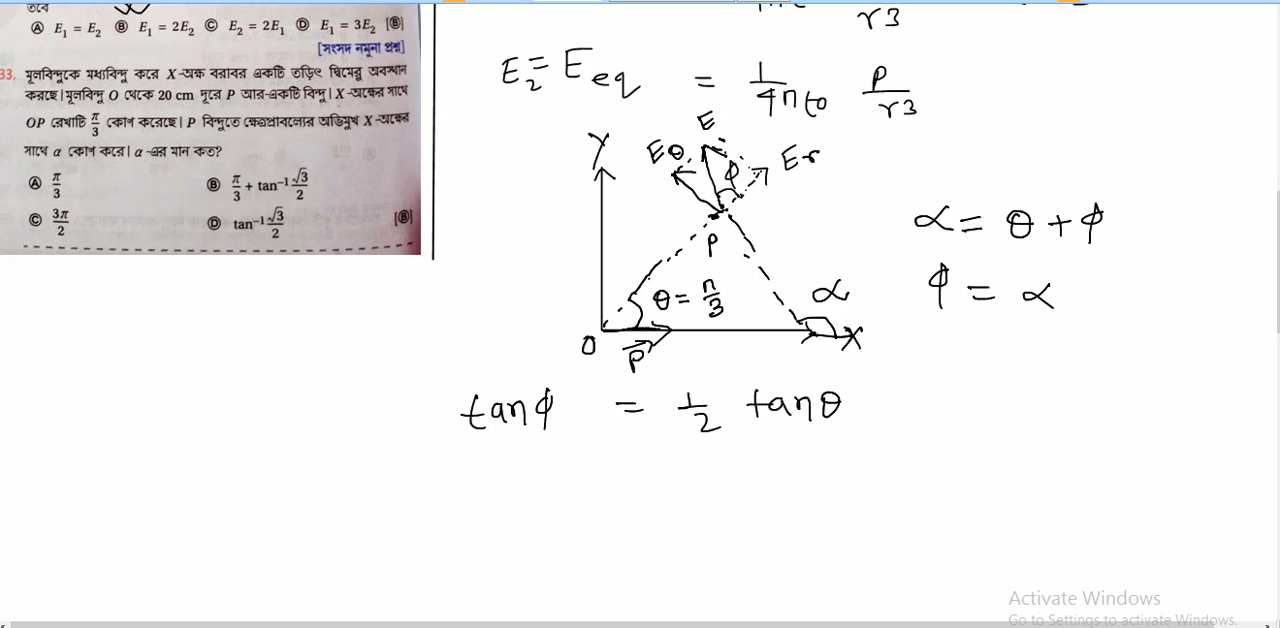 তবে
Ⓐ E₁ = E₂ Ⓑ E₁ = 2E₂ Ⓒ E₂ = 2E₁ Ⓓ E₁ = 3E₂ [Ⓑ]
[সংসদ নমুনা প্রশ্ন]
33. মূলবিন্দুকে মধ্যবিন্দু করে X-অক্ষ বরাবর একটি তড়িৎ দ্বিমেরু অবস্থান
করছে। মূলবিন্দু O থেকে 20 cm দূরে P আর-একটি বিন্দু। X-অক্ষের সাথে
OP রেখাটি π/3 কোণ করেছে। P বিন্দুতে ক্ষেত্রপ্রাবল্যের অভিমুখ X-অক্ষের
সাথে α কোণ করে। α-এর মান কত?
Ⓐ π/3 Ⓑ π/3 + tan⁻¹ √3/2
Ⓒ 3π/2 Ⓓ tan⁻¹ √3/2 [Ⓑ]
r3
E₂ = Eeq = 1/4π∈o P/r3
E
Y Eθ φ Er
P
θ = π/3 α
O P X
α = θ + φ
φ = α
tanφ = 1/2 tanθ
Activate Windows
Go to Settings to activate Windows.